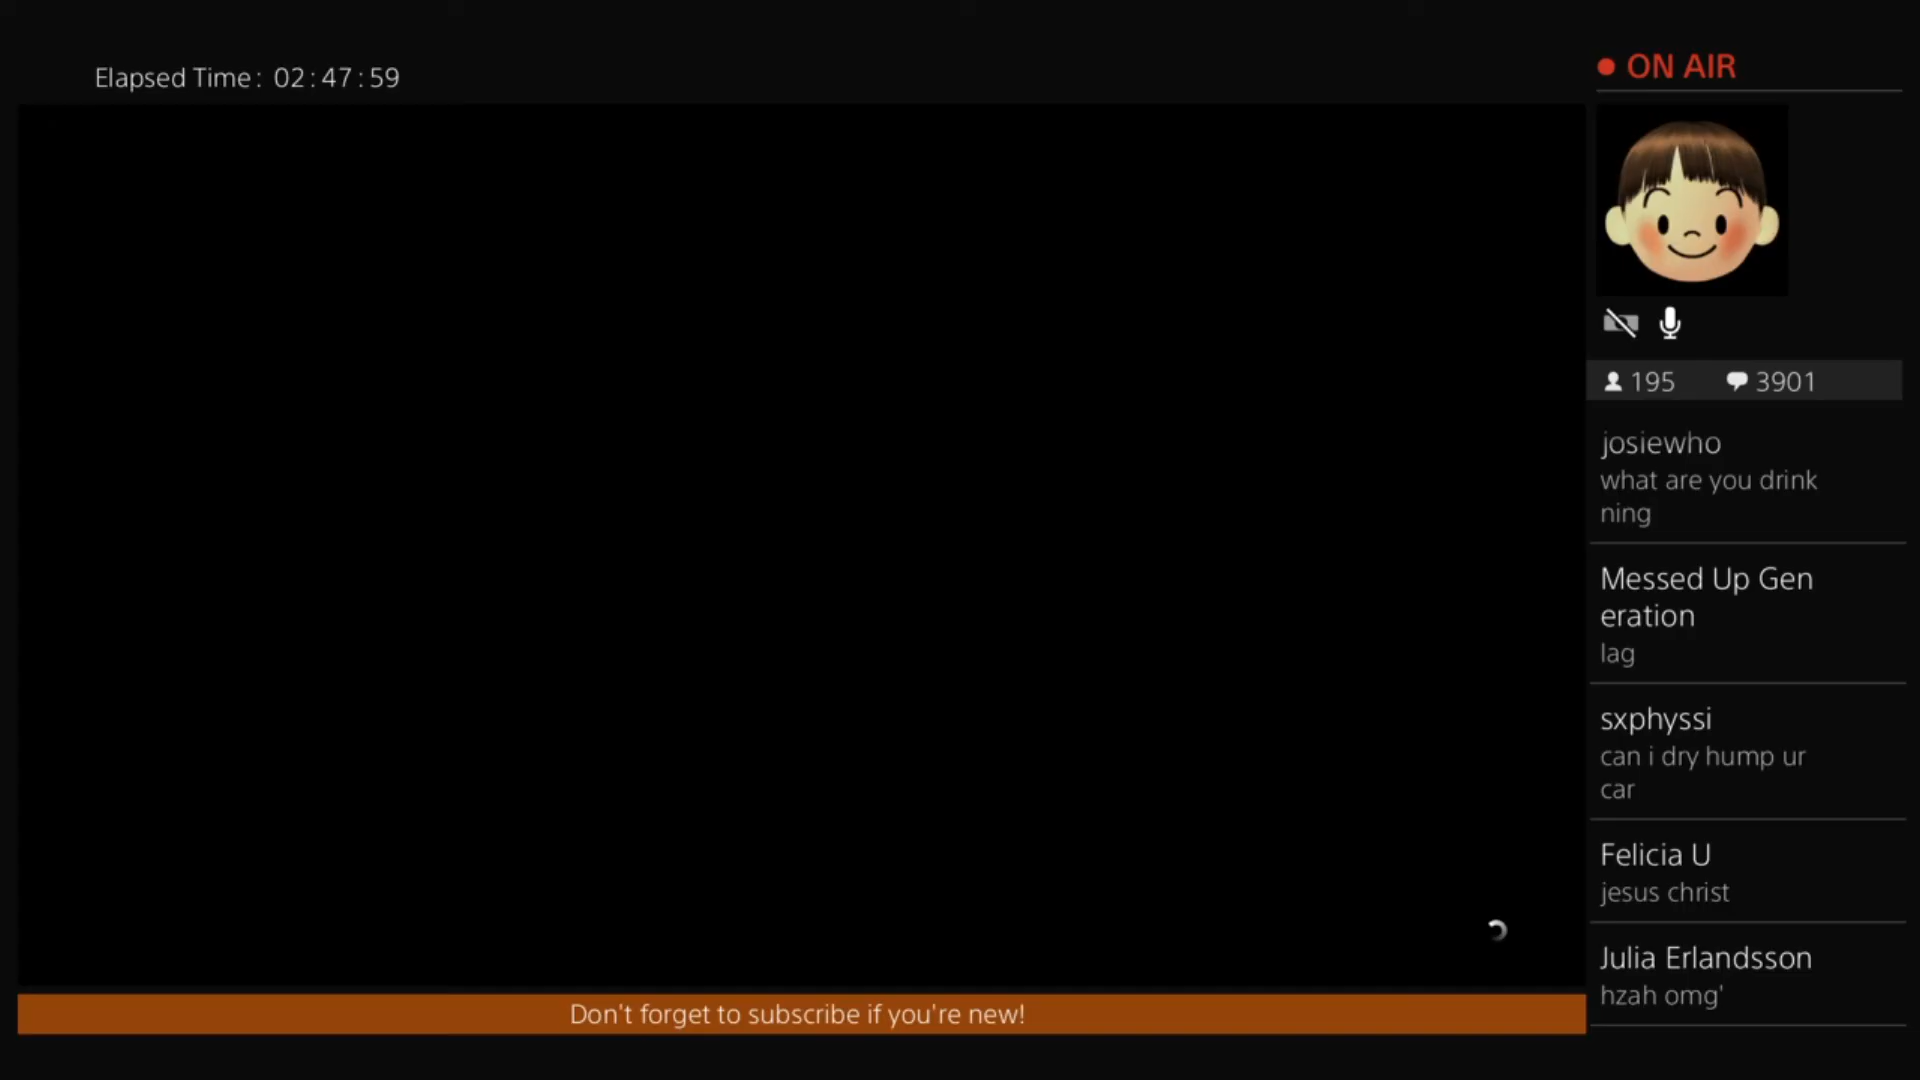 Elapsed Time: 02:47:59
ON AIR
195 3901
josiewho
what are you drink
ning
Messed Up Gen
eration
lag
sxphyssi
can i dry hump ur
car
Felicia U
jesus christ
Julia Erlandsson
hzah omg'
Don't forget to subscribe if you're new!